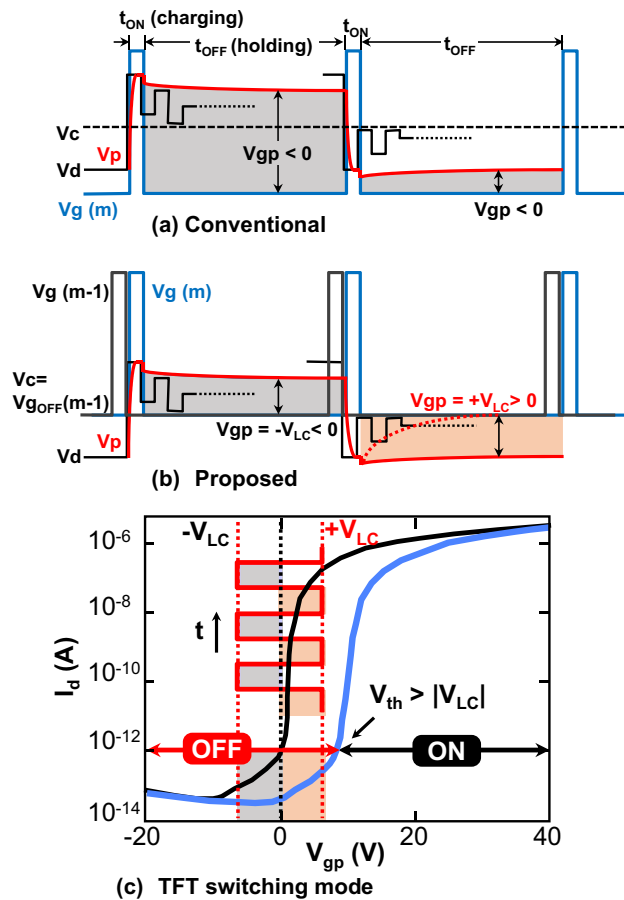 tON (charging)
tON
tOFF (holding)
tOFF
Vc
Vp
Vd
Vgp < 0
Vg (m)
Vgp < 0
(a) Conventional
Vg (m-1)
Vg (m)
Vc=
VgOFF(m-1)
Vgp = +VLC> 0
Vgp = -VLC<0
Vp
Vd
(b) Proposed
-VLC
+VLC
10-6
10-8
t
Id (A)
10-10
Vth > |VLC|
10-12
OFF
ON
10-14
-20
0
20
40
Vgp (V)
(c) TFT switching mode